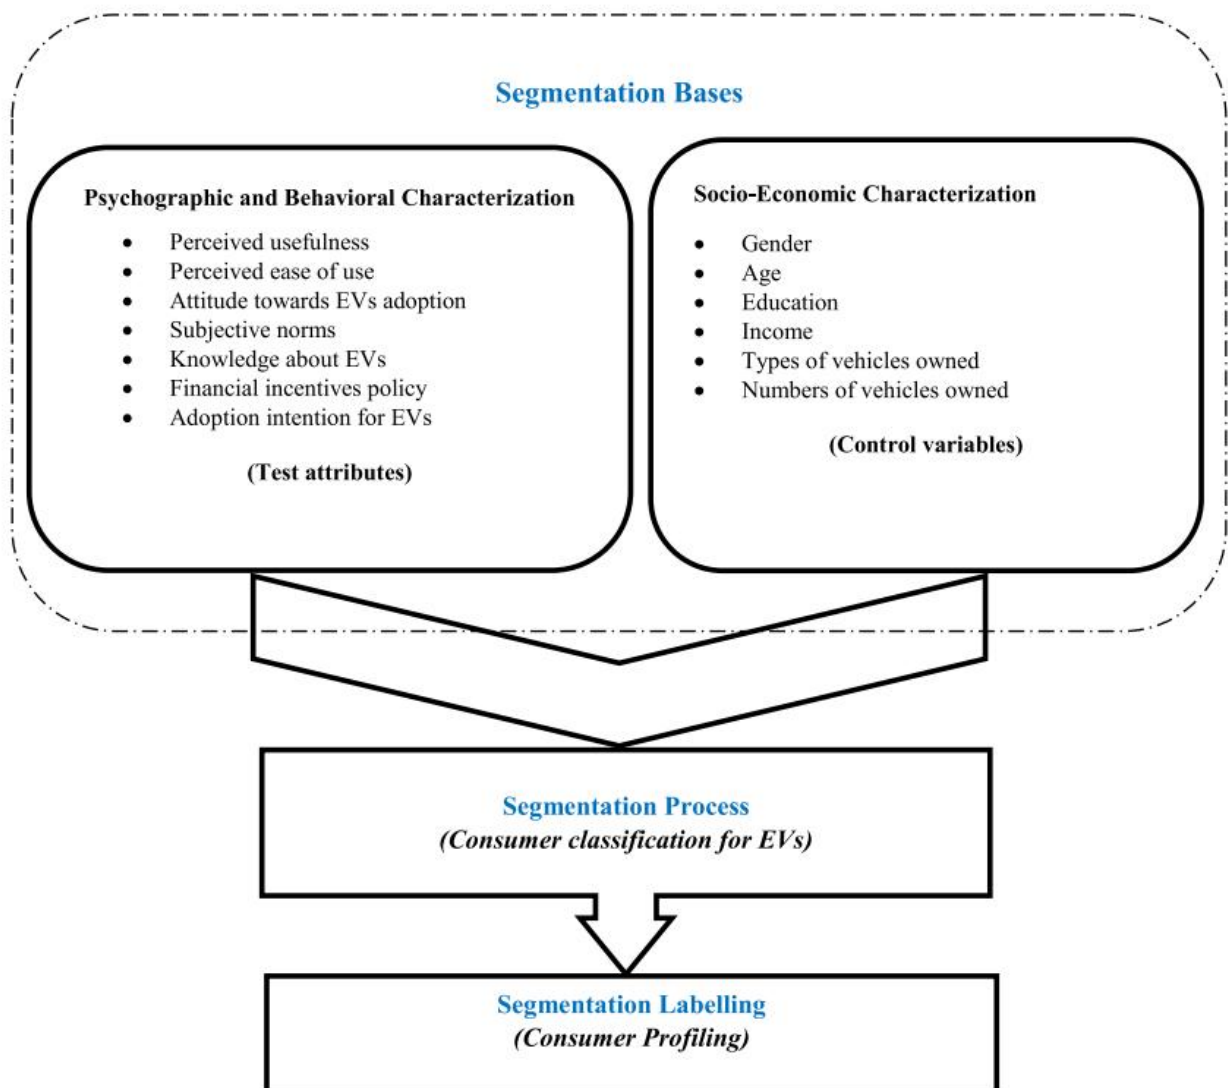 Segmentation Bases
Psychographic and Behavioral Characterization
• Perceived usefulness
• Perceived ease of use
• Attitude towards EVs adoption
• Subjective norms
• Knowledge about EVs
• Financial incentives policy
• Adoption intention for EVs
(Test attributes)
Socio-Economic Characterization
• Gender
• Age
• Education
• Income
• Types of vehicles owned
• Numbers of vehicles owned
(Control variables)
Segmentation Process
(Consumer classification for EVs)
Segmentation Labelling
(Consumer Profiling)